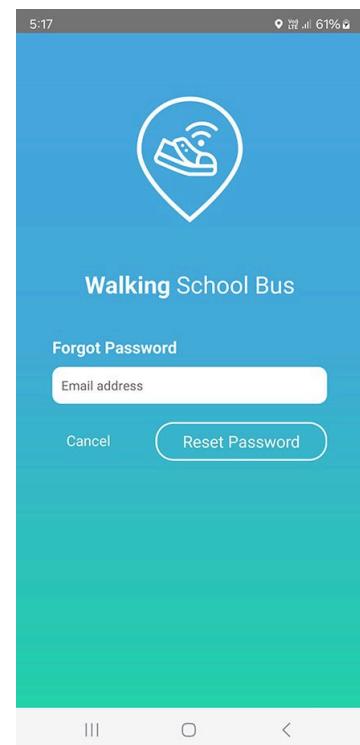 5:17
61%
Walking School Bus
Forgot Password
Email address
Cancel
Reset Password